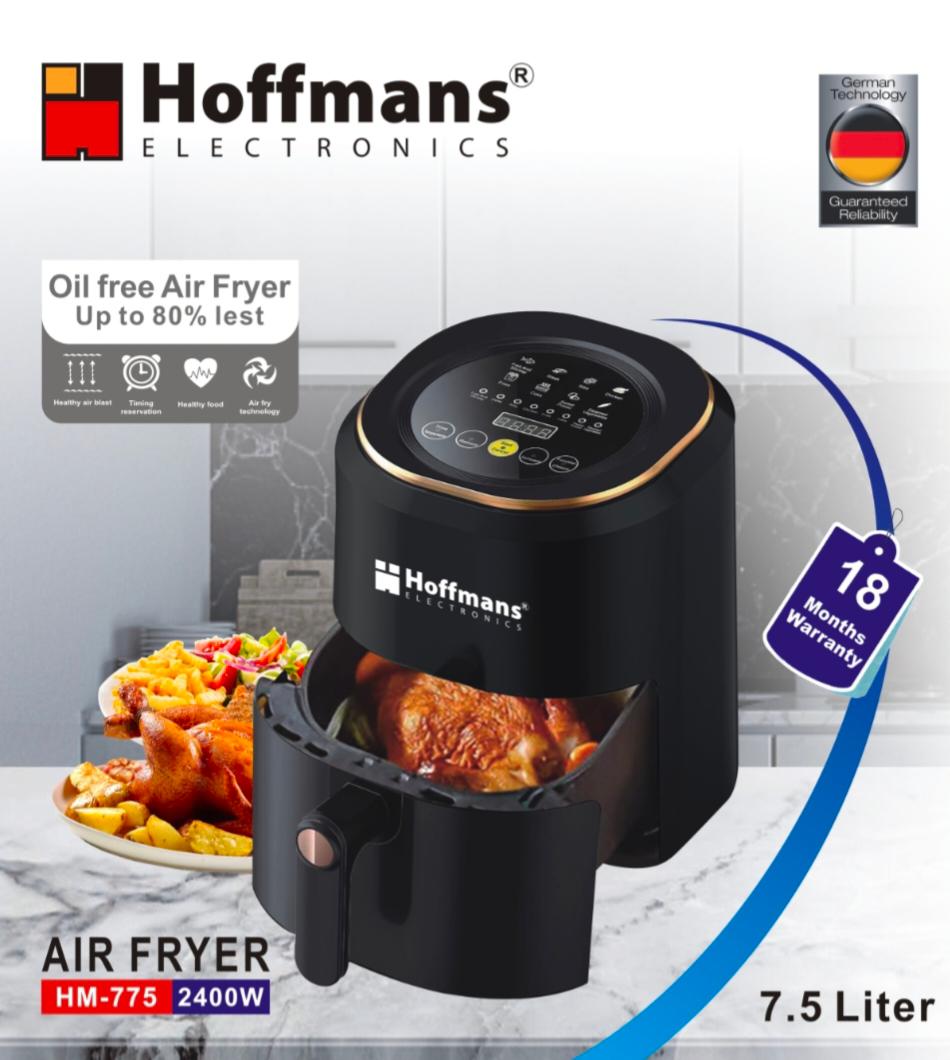 Hoffmans®
ELECTRONICS
German
Technology
Guaranteed
Reliability
Oil free Air Fryer
Up to 80% lest
Healthy air blast
Timing
reservation
Healthy food
Air fry
technology
Hoffmans®
ELECTRONICS
18
Months
Warranty
AIR FRYER
HM-775 2400W
7.5 Liter